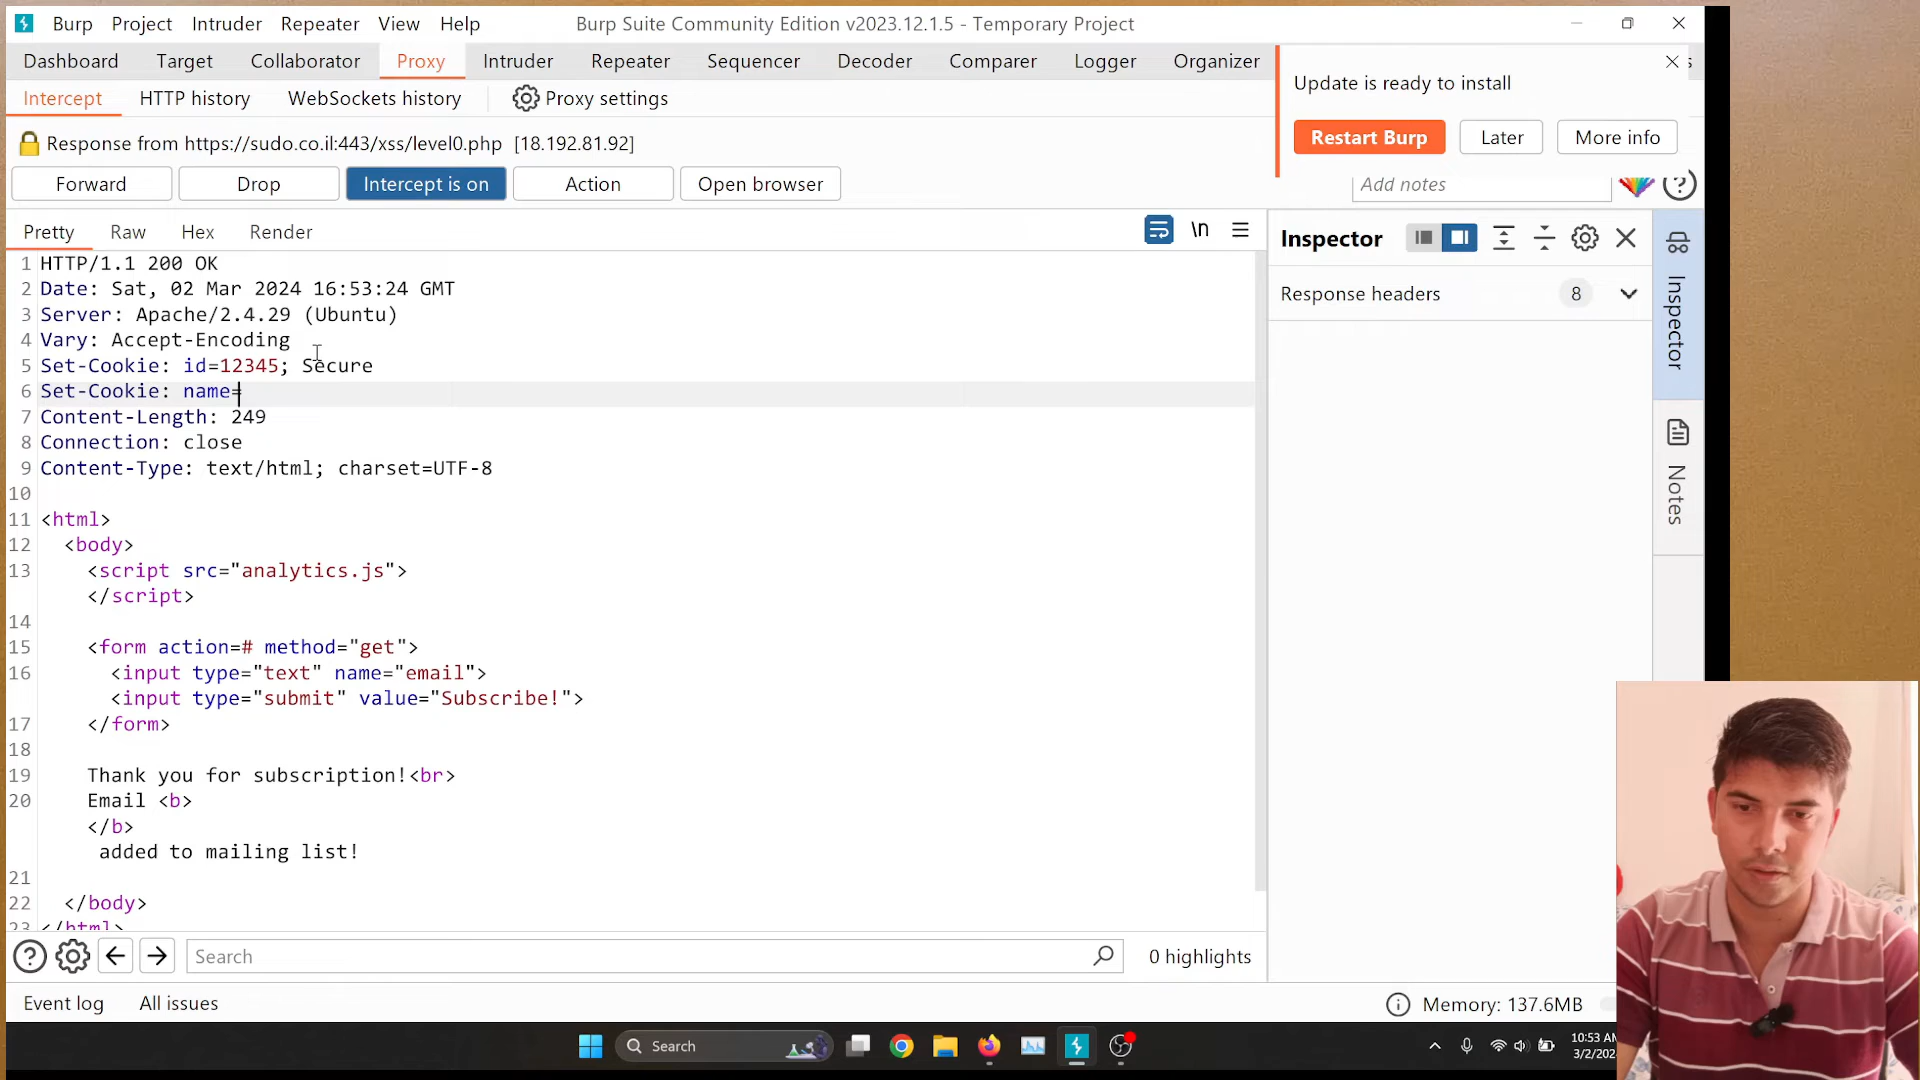 Burp Project Intruder Repeater View Help Burp Suite Community Edition v2023.12.1.5 - Temporary Project
Dashboard Target Collaborator Proxy Intruder Repeater Sequencer Decoder Comparer Logger Organizer
Update is ready to install
Restart Burp Later More info
Intercept HTTP history WebSockets history Proxy settings
Response from https://sudo.co.il:443/xss/level0.php [18.192.81.92]
Forward Drop Intercept is on Action Open browser Add notes
Pretty Raw Hex Render \n
Inspector
Response headers 8
Inspector
Notes
1 HTTP/1.1 200 OK
2 Date: Sat, 02 Mar 2024 16:53:24 GMT
3 Server: Apache/2.4.29 (Ubuntu)
4 Vary: Accept-Encoding
5 Set-Cookie: id=12345; Secure
6 Set-Cookie: name=
7 Content-Length: 249
8 Connection: close
9 Content-Type: text/html; charset=UTF-8
10
11 <html>
12 <body>
13 <script src="analytics.js">
</script>
14
15 <form action=# method="get">
16 <input type="text" name="email">
<input type="submit" value="Subscribe!">
17 </form>
18
19 Thank you for subscription!<br>
20 Email <b>
</b>
added to mailing list!
21
22 </body>
23 </html>
Search 0 highlights
Event log All issues Memory: 137.6MB
Search
10:53 AM